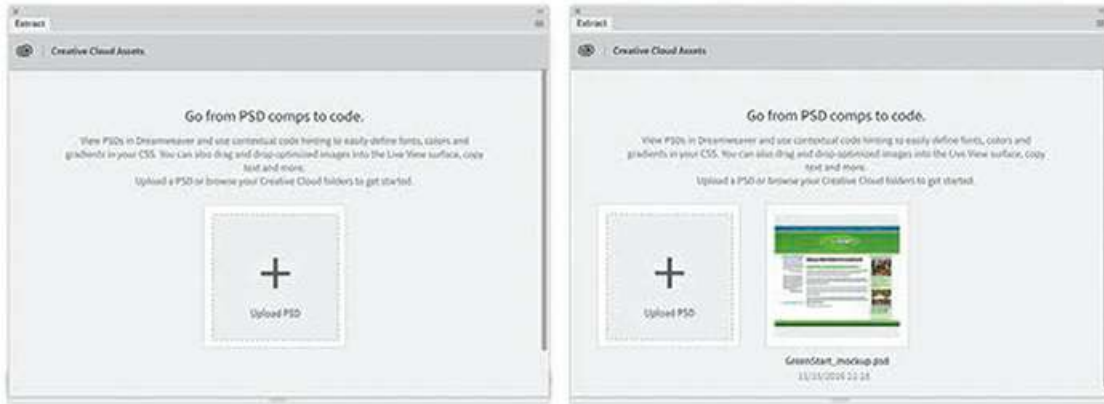 Extract
Creative Cloud Assets
Go from PSD comps to code.
View PSDs in Dreamweaver and use contextual code hinting to easily define fonts, colors and
gradients in your CSS. You can also drag and drop optimized images into the Live View surface, copy
text and more.
Upload a PSD or browse your Creative Cloud folders to get started.
Upload PSD
Extract
Creative Cloud Assets
Go from PSD comps to code.
View PSDs in Dreamweaver and use contextual code hinting to easily define fonts, colors and
gradients in your CSS. You can also drag and drop optimized images into the Live View surface, copy
text and more.
Upload a PSD or browse your Creative Cloud folders to get started.
Upload PSD
GreenStart_mockup.psd